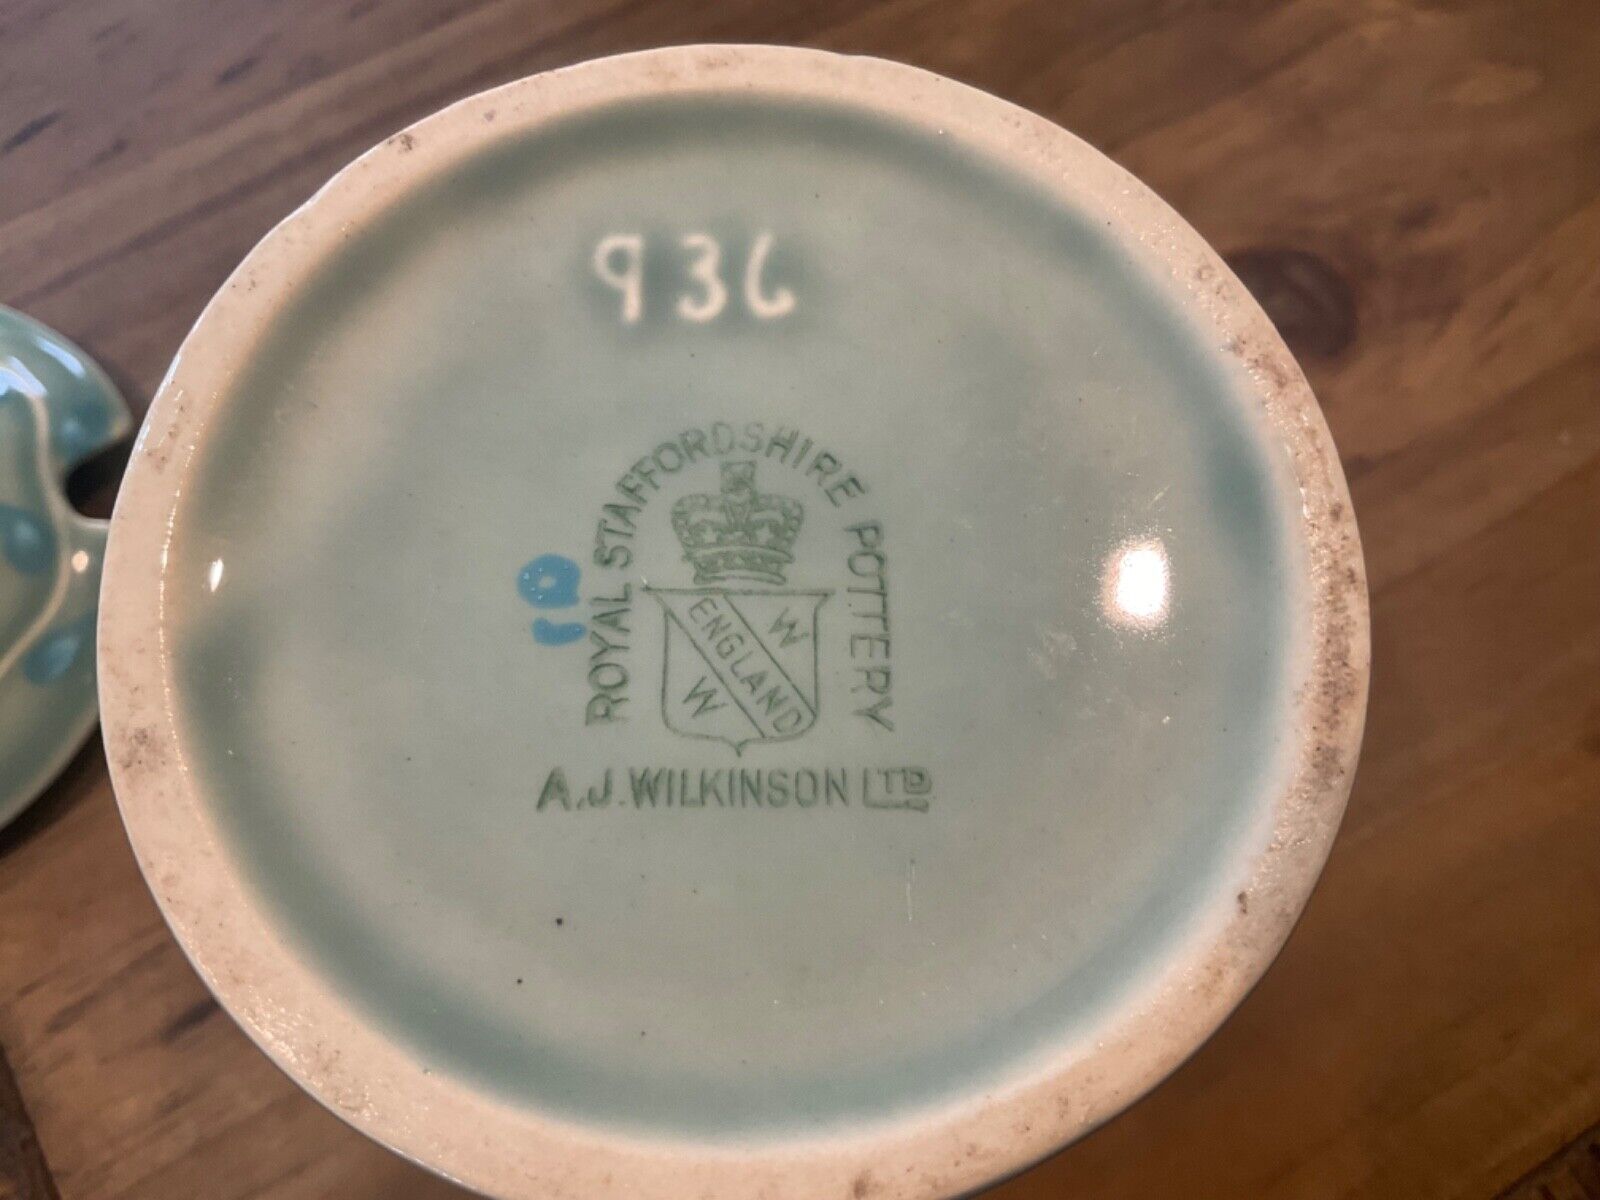 936
ROYAL STAFFORDSHIRE POTTERY
W
ENGLAND
W
A.J. WILKINSON LTD